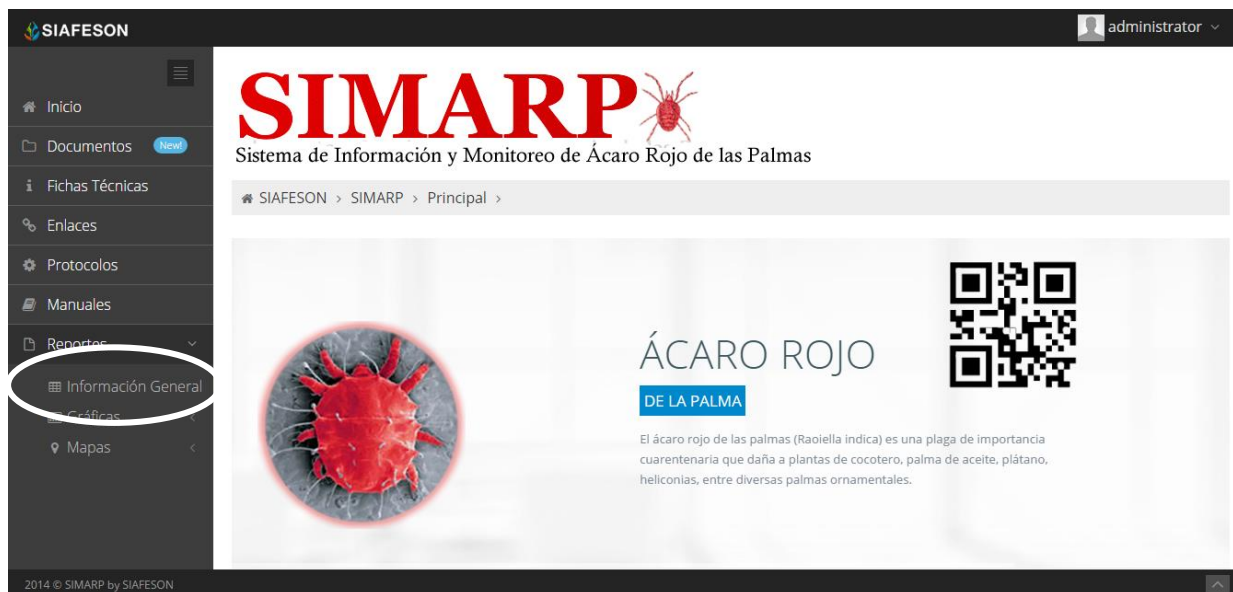 SIAFESON
administrator
Inicio
Documentos New!
Fichas Técnicas
Enlaces
Protocolos
Manuales
Reportes
Información General
Gráficas
Mapas
SIMARP
Sistema de Información y Monitoreo de Ácaro Rojo de las Palmas
SIAFESON > SIMARP > Principal >
ÁCARO ROJO
DE LA PALMA
El ácaro rojo de las palmas (Raoiella indica) es una plaga de importancia
cuarentenaria que daña a plantas de cocotero, palma de aceite, plátano,
heliconias, entre diversas palmas ornamentales.
2014 © SIMARP by SIAFESON